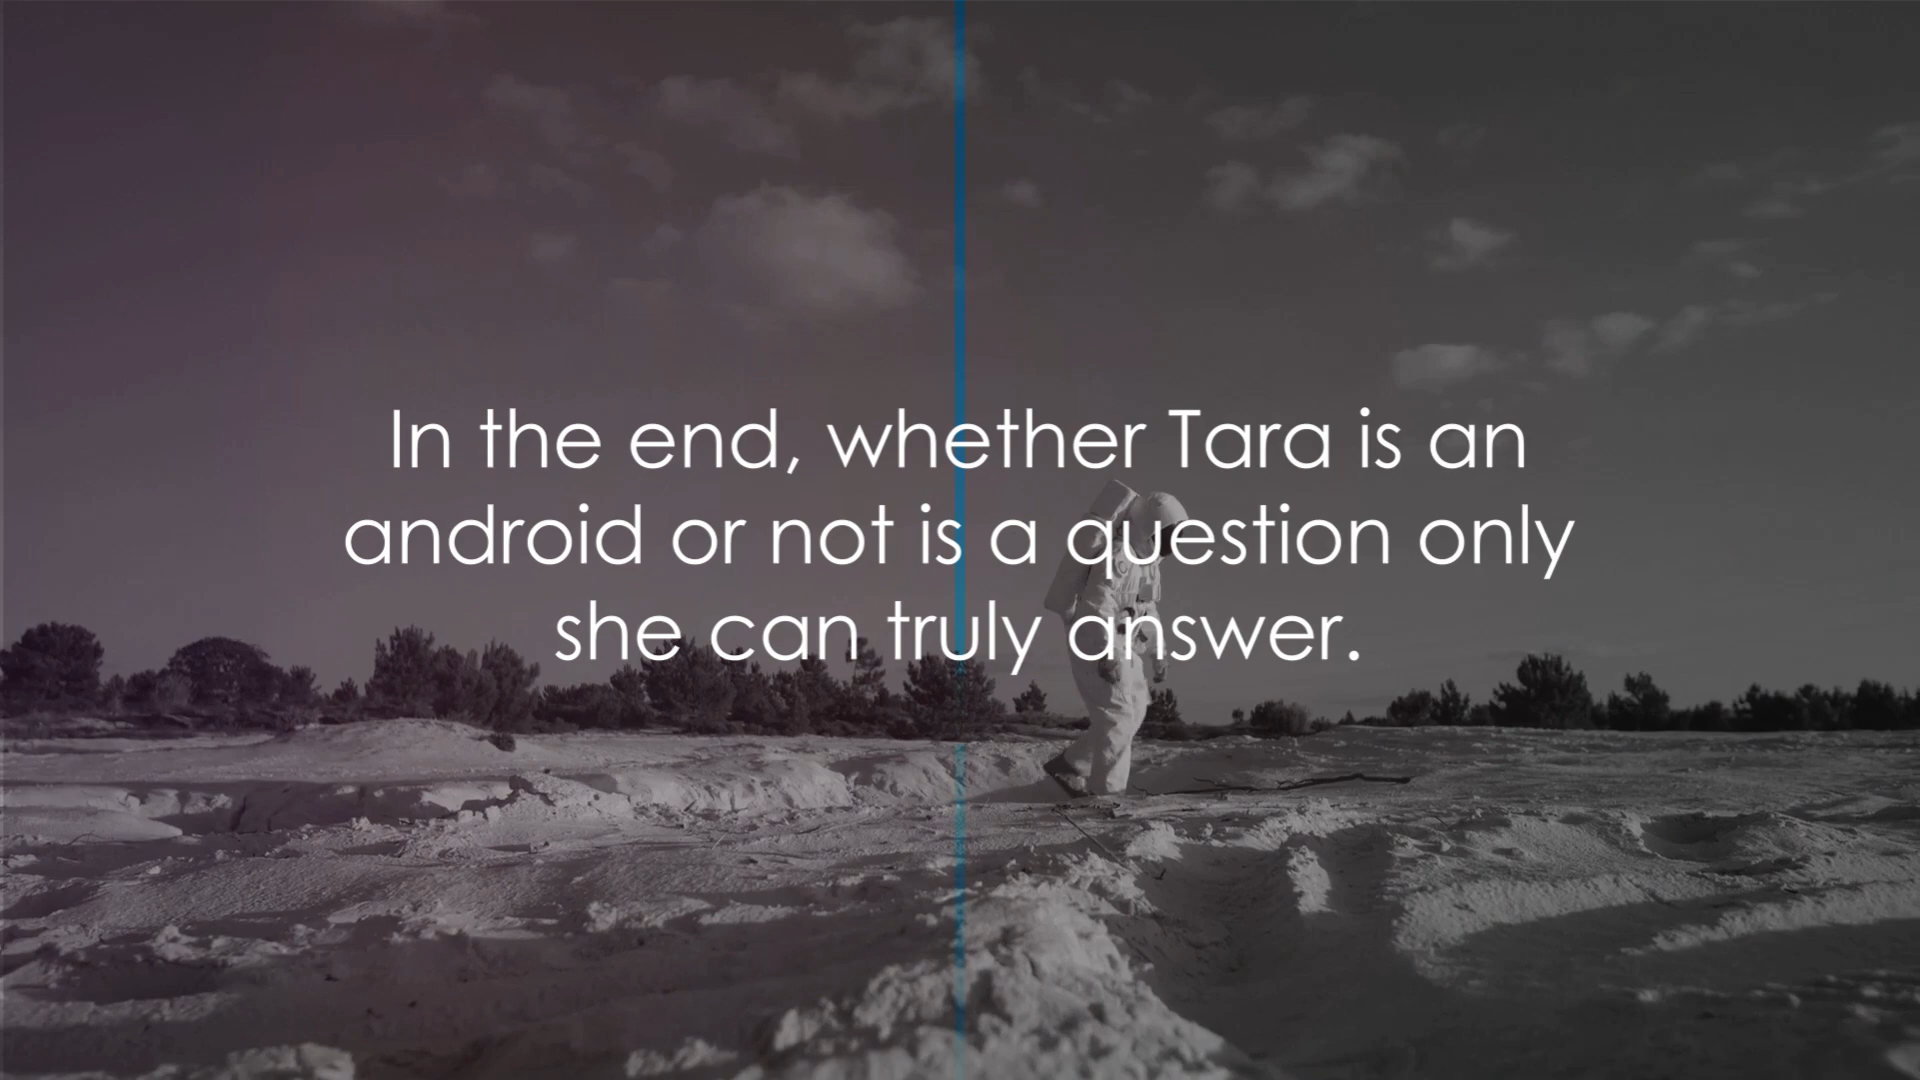 In the end, whether Tara is an
android or not is a question only
she can truly answer.